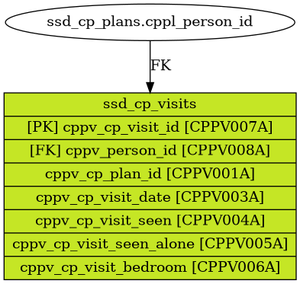 ssd_cp_plans.cppl_person_id
FK
ssd_cp_visits
[PK] cppv_cp_visit_id [CPPV007A]
[FK] cppv_person_id [CPPV008A]
cppv_cp_plan_id [CPPV001A]
cppv_cp_visit_date [CPPV003A]
cppv_cp_visit_seen [CPPV004A]
cppv_cp_visit_seen_alone [CPPV005A]
cppv_cp_visit_bedroom [CPPV006A]